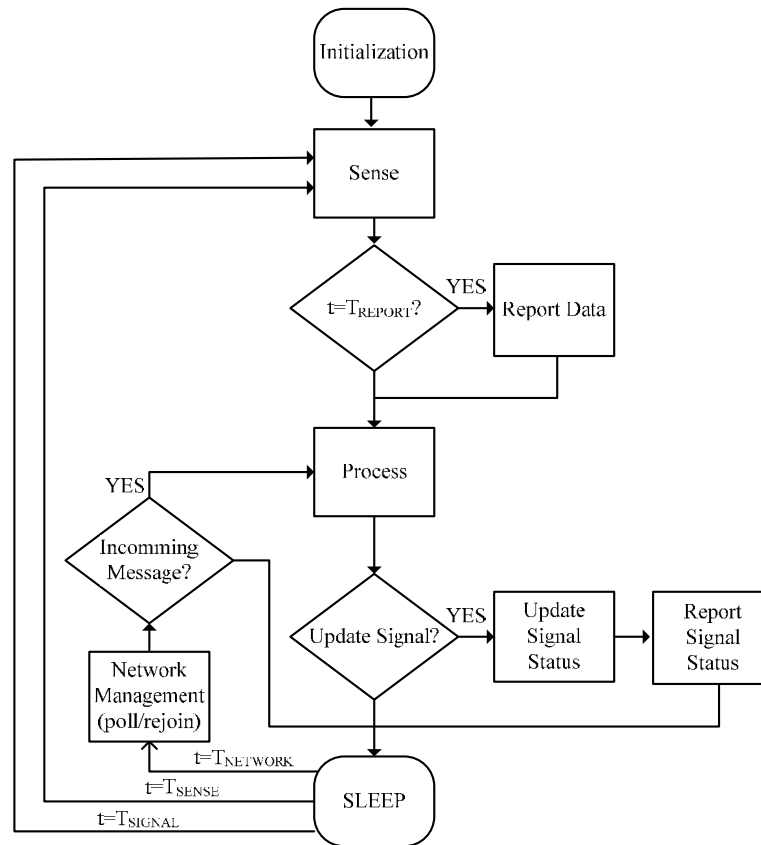 Initialization
Sense
t=TREPORT?
YES
Report Data
Process
YES
Incomming
Message?
Update Signal?
YES
Update
Signal
Status
Report
Signal
Status
Network
Management
(poll/rejoin)
t=TNETWORK
t=TSENSE
t=TSIGNAL
SLEEP